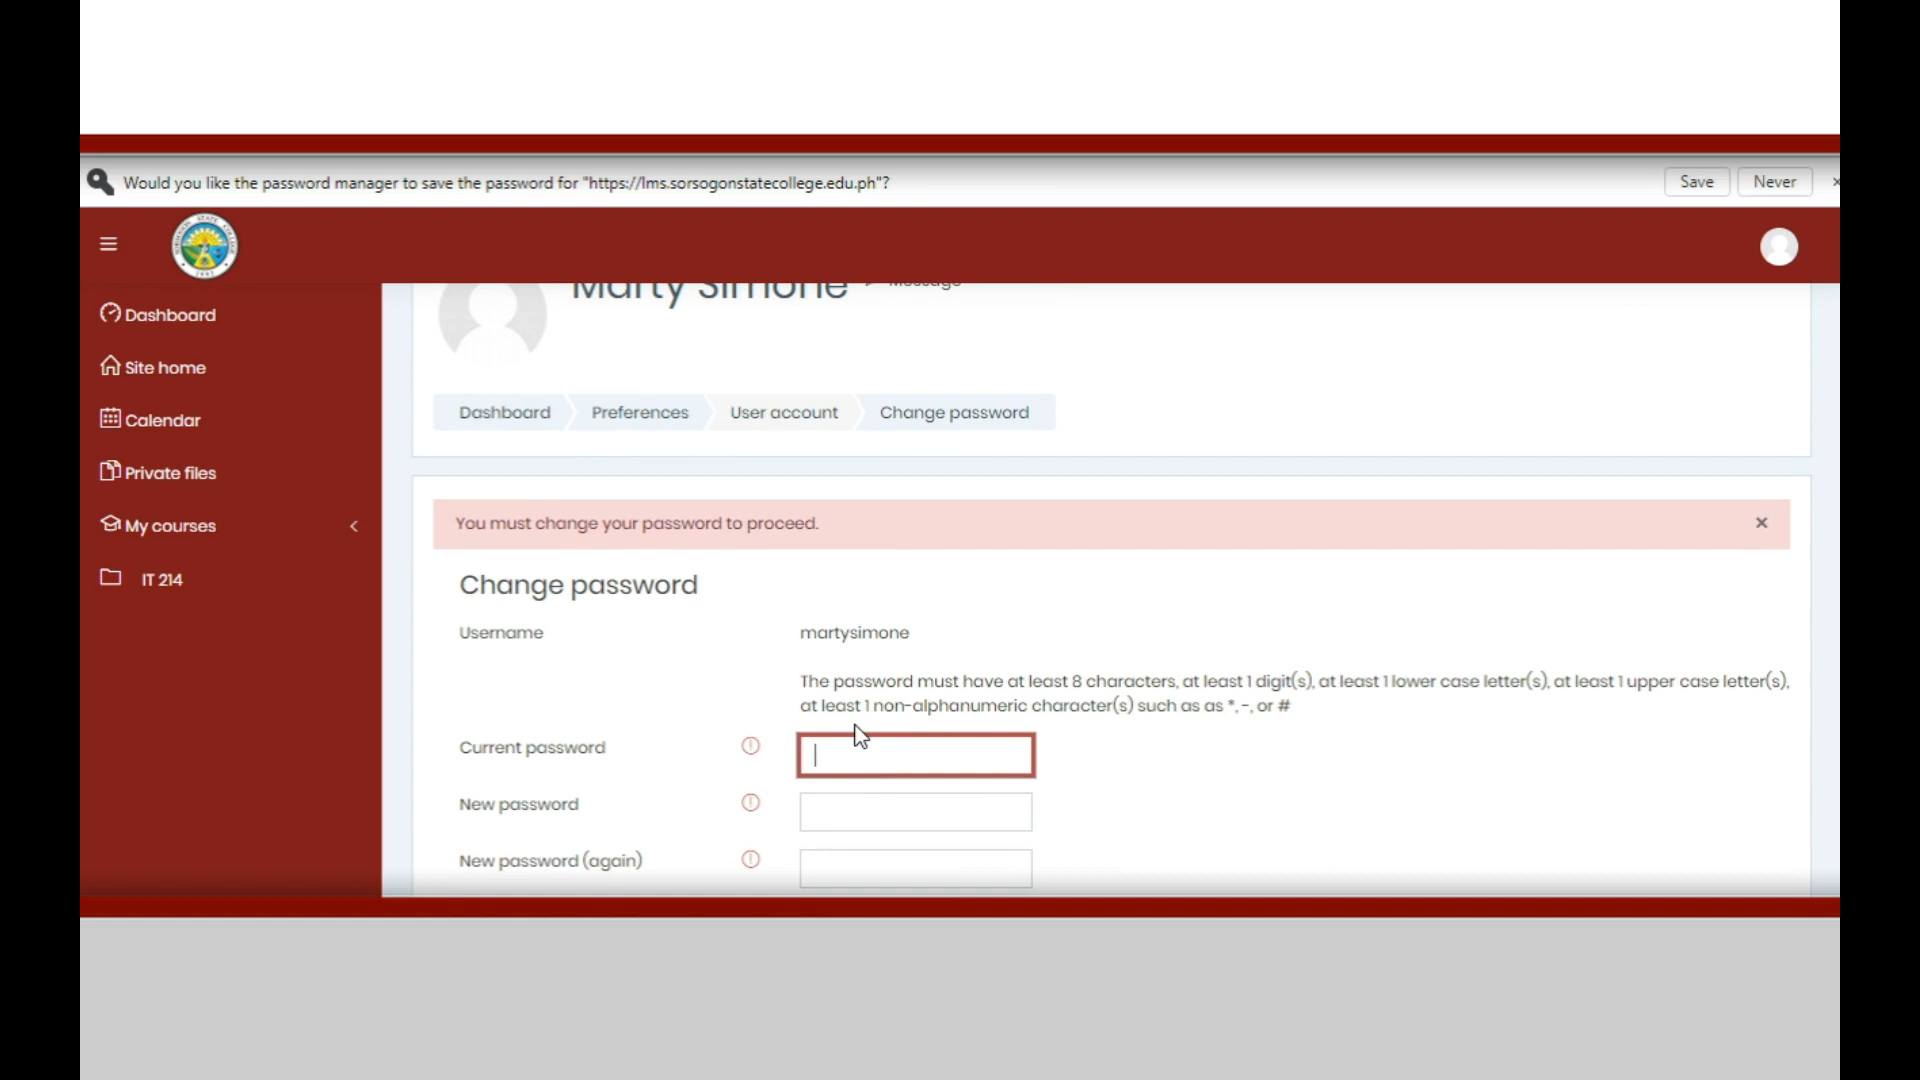 Would you like the password manager to save the password for "https://lms.sorsogonstatecollege.edu.ph"?
Save
Never
Marty Simone
Message
Dashboard
Site home
Calendar
Private files
My courses
IT 214
Dashboard
Preferences
User account
Change password
You must change your password to proceed.
Change password
Username
martysimone
The password must have at least 8 characters, at least 1 digit(s), at least 1 lower case letter(s), at least 1 upper case letter(s),
at least 1 non-alphanumeric character(s) such as as *, -, or #
Current password
New password
New password (again)